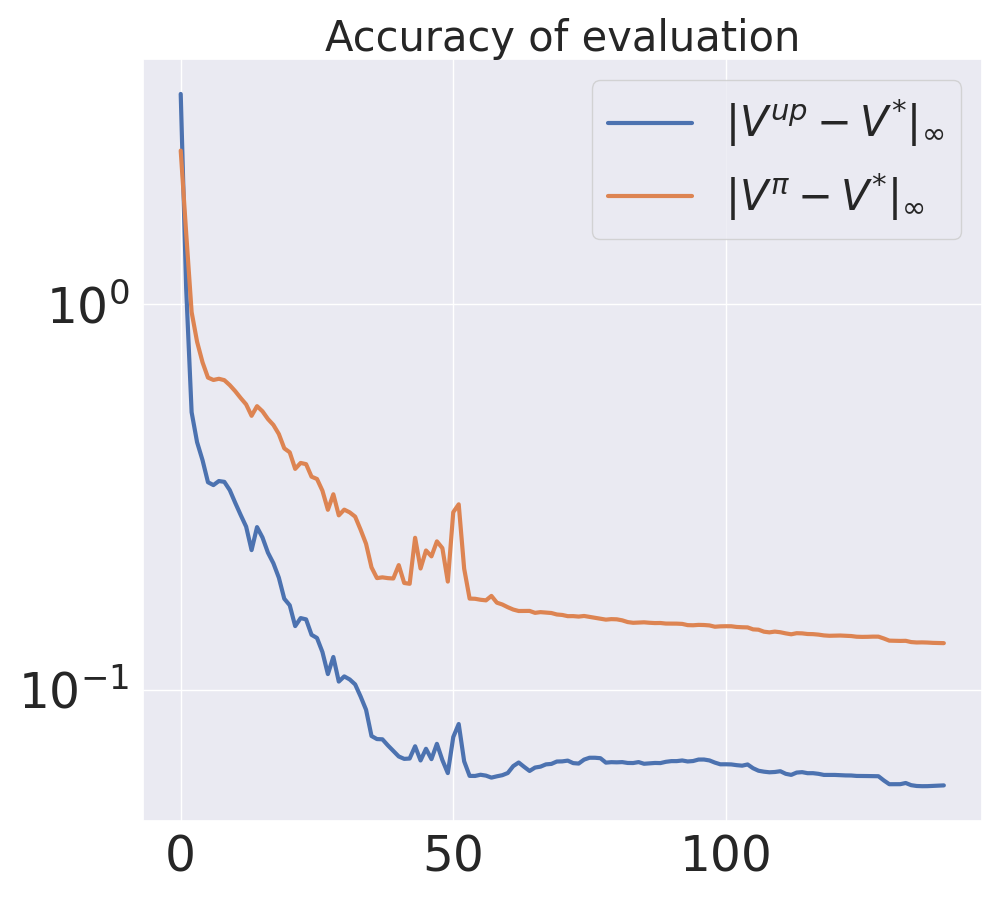 Accuracy of evaluation
|V^{up} − V^*|_∞
|V^π − V^*|_∞
10^0
10^{−1}
0 50 100